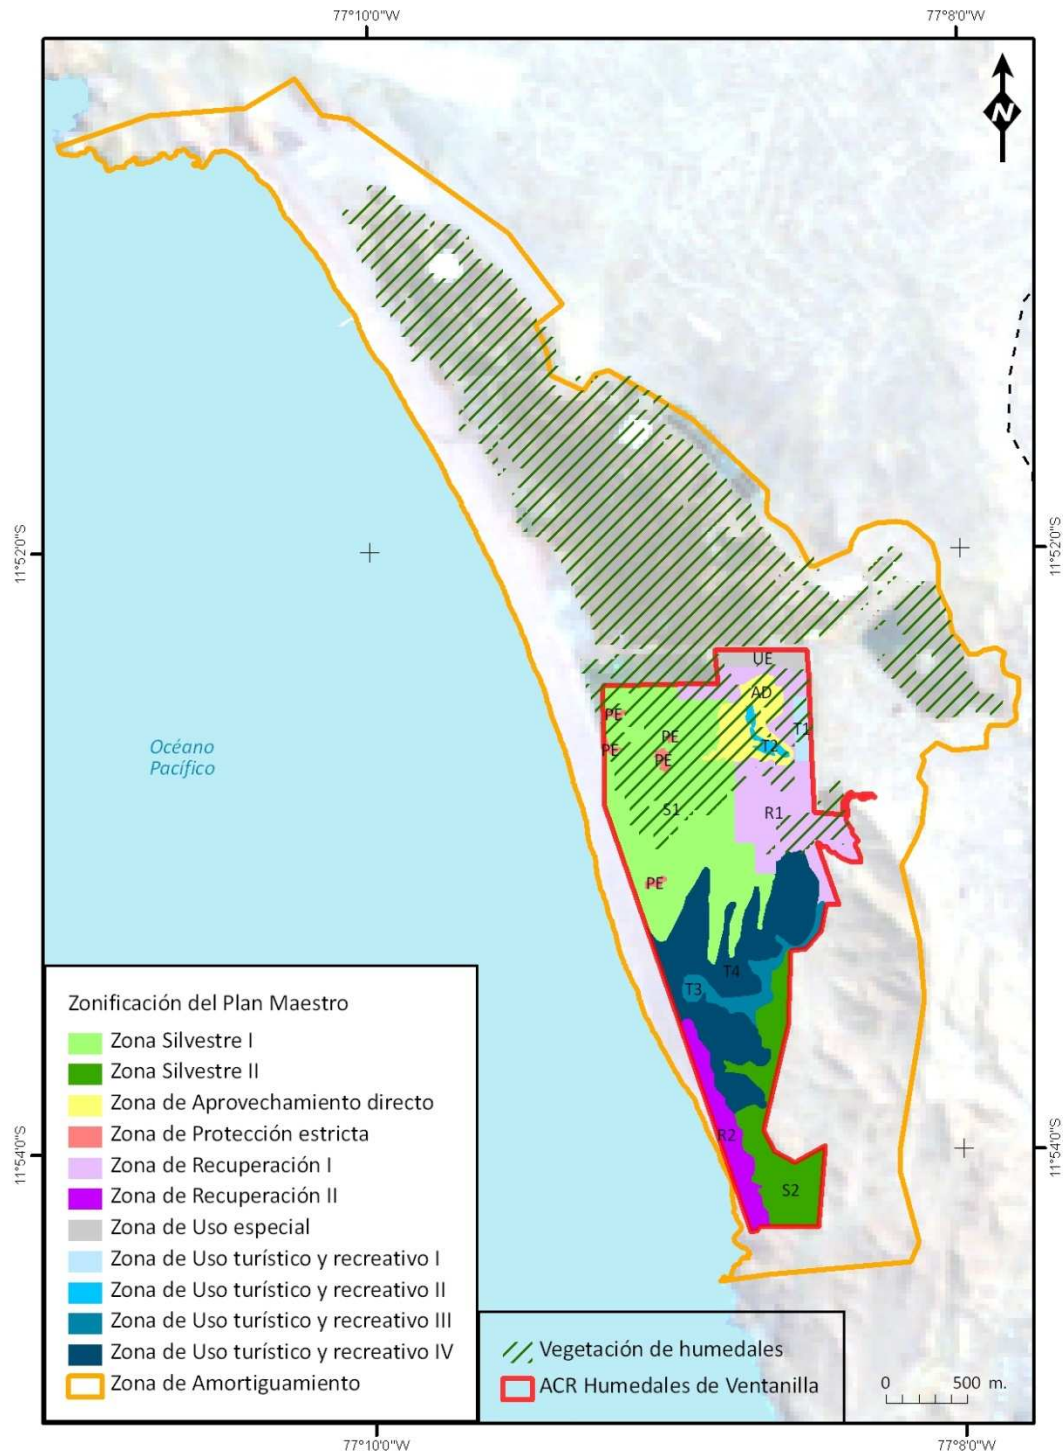 77°10'0"W
77°8'0"W
N
11°52'0"S
11°52'0"S
UE
AD
PE
T1
PE
T2
PE
PE
Océano
Pacífico
S1
R1
PE
T4
T3
R2
S2
11°54'0"S
11°54'0"S
Zonificación del Plan Maestro
Zona Silvestre I
Zona Silvestre II
Zona de Aprovechamiento directo
Zona de Protección estricta
Zona de Recuperación I
Zona de Recuperación II
Zona de Uso especial
Zona de Uso turístico y recreativo I
Zona de Uso turístico y recreativo II
Zona de Uso turístico y recreativo III
Zona de Uso turístico y recreativo IV
Zona de Amortiguamiento
Vegetación de humedales
ACR Humedales de Ventanilla
0 500 m.
77°10'0"W
77°8'0"W